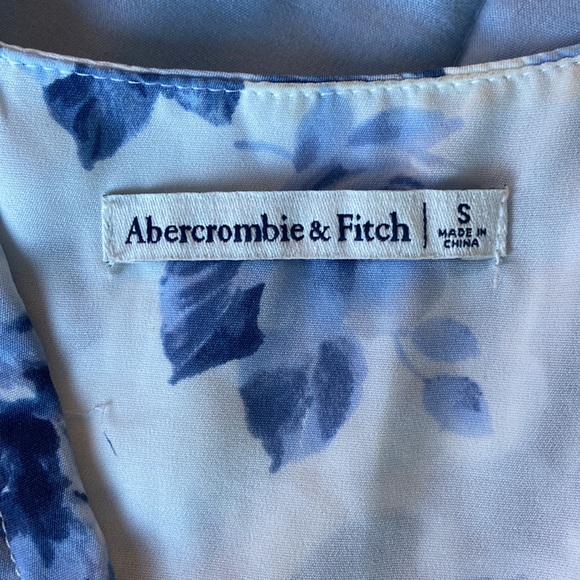 Abercrombie & Fitch
S
MADE IN
CHINA